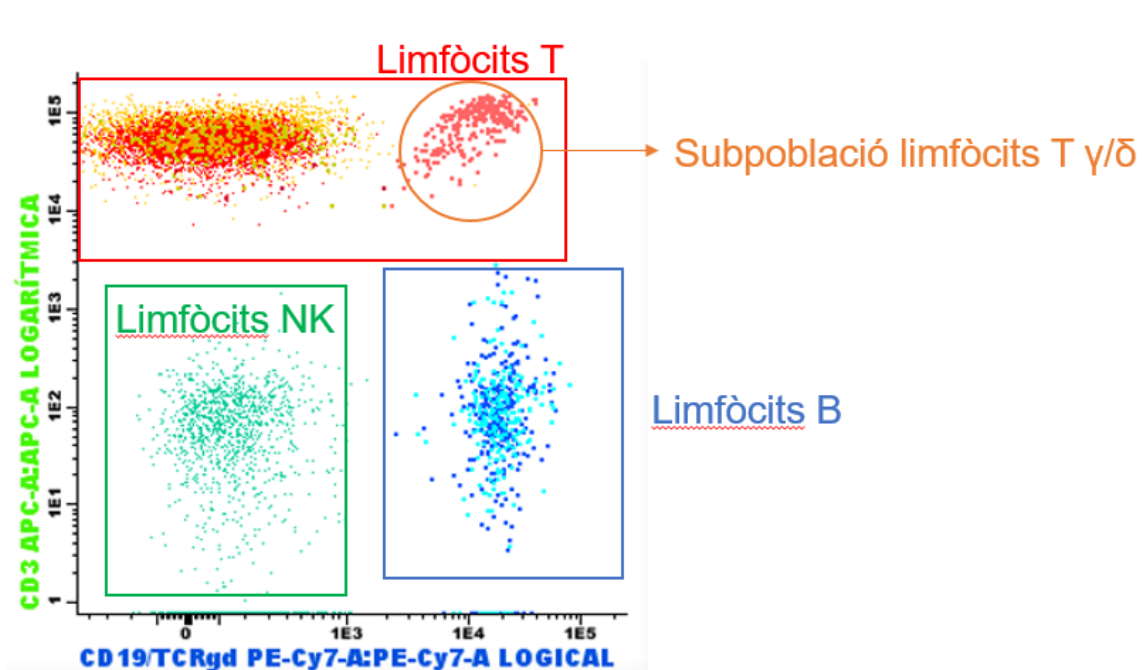 Limfòcits T
Subpoblació limfòcits T γ/δ
Limfòcits NK
Limfòcits B
CD3 APC-A:APC-A LOGARÍTMICA
1E5
1E4
1E3
1E2
1E1
1
0
1E3
1E4
1E5
CD19/TCRgd PE-Cy7-A:PE-Cy7-A LOGICAL